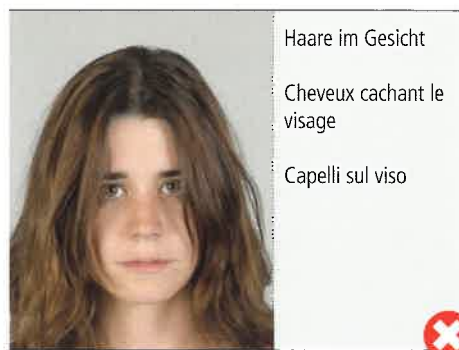 Haare im Gesicht
Cheveux cachant le
visage
Capelli sul viso